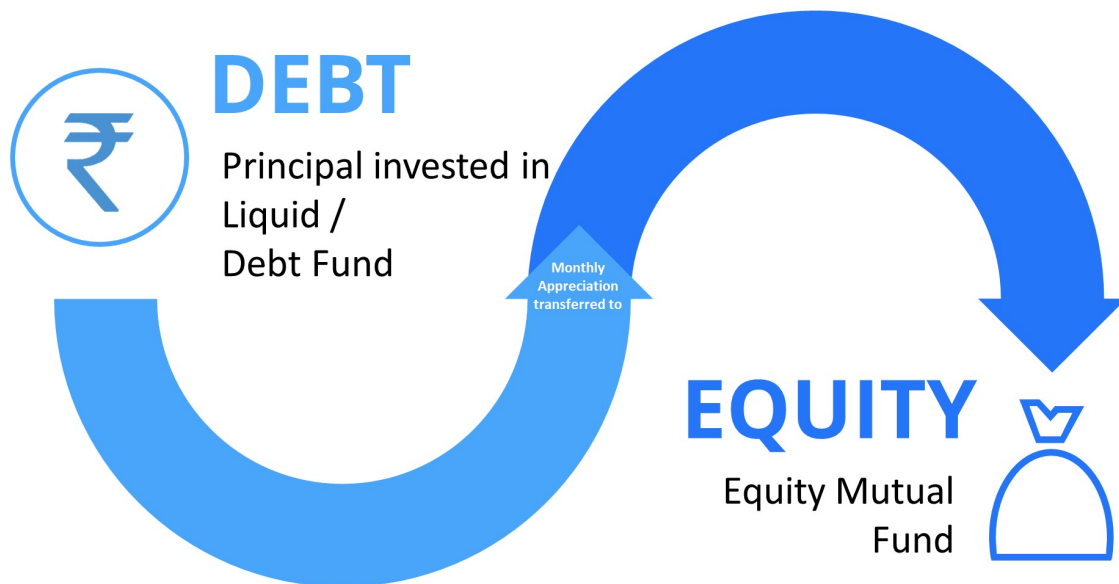 ₹
DEBT
Principal invested in
Liquid /
Debt Fund
Monthly
Appreciation
transferred to
EQUITY
Equity Mutual
Fund